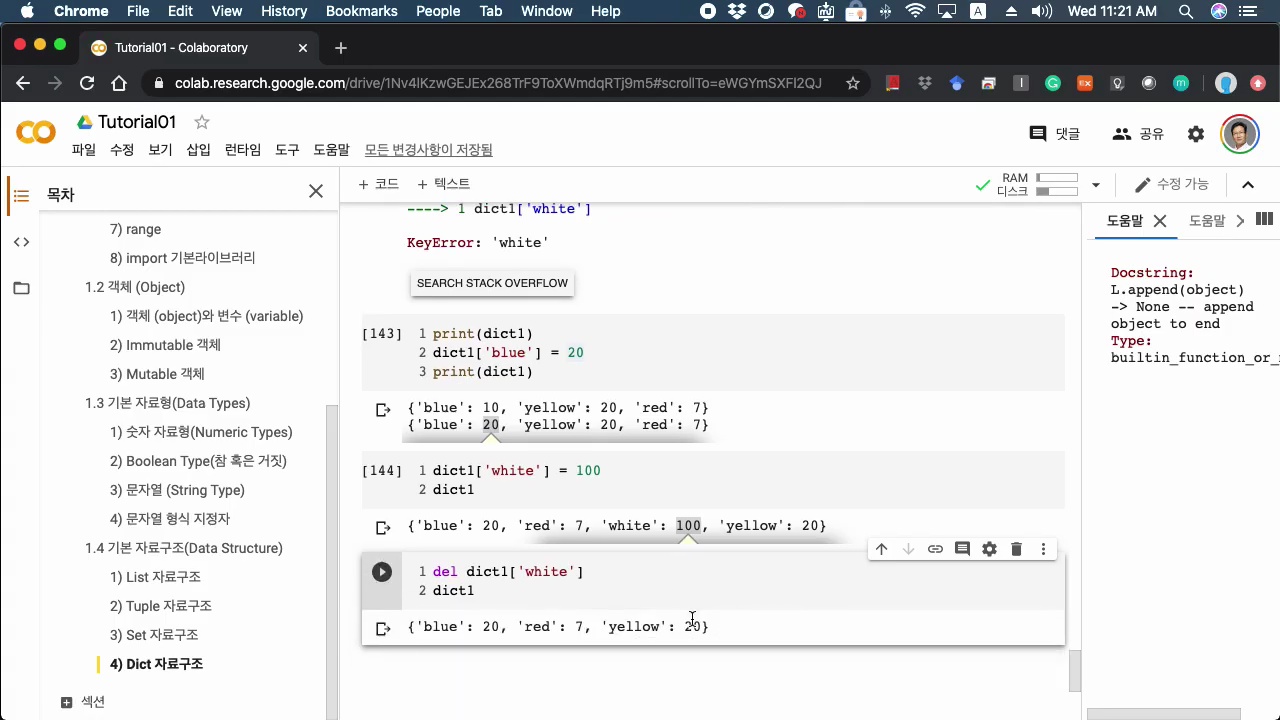 Chrome File Edit View History Bookmarks People Tab Window Help A Wed 11:21 AM
Tutorial01 - Colaboratory
colab.research.google.com/drive/1Nv4lKzwGEJEx268TrF9ToXWmdqRTj9m5#scrollTo=eWGYmSXFI2QJ
Tutorial01
파일 수정 보기 삽입 런타임 도구 도움말 모든 변경사항이 저장됨
댓글 공유
목차
+ 코드 + 텍스트
RAM
디스크
수정 가능
7) range
8) import 기본라이브러리
1.2 객체 (Object)
1) 객체 (object)와 변수 (variable)
2) Immutable 객체
3) Mutable 객체
1.3 기본 자료형(Data Types)
1) 숫자 자료형(Numeric Types)
2) Boolean Type(참 혹은 거짓)
3) 문자열 (String Type)
4) 문자열 형식 지정자
1.4 기본 자료구조(Data Structure)
1) List 자료구조
2) Tuple 자료구조
3) Set 자료구조
4) Dict 자료구조
섹션
----> 1 dict1['white']
KeyError: 'white'
SEARCH STACK OVERFLOW
[143] 1 print(dict1)
2 dict1['blue'] = 20
3 print(dict1)
{'blue': 10, 'yellow': 20, 'red': 7}
{'blue': 20, 'yellow': 20, 'red': 7}
[144] 1 dict1['white'] = 100
2 dict1
{'blue': 20, 'red': 7, 'white': 100, 'yellow': 20}
1 del dict1['white']
2 dict1
{'blue': 20, 'red': 7, 'yellow': 20}
도움말 도움말
Docstring:
L.append(object)
-> None -- append
object to end
Type:
builtin_function_or_